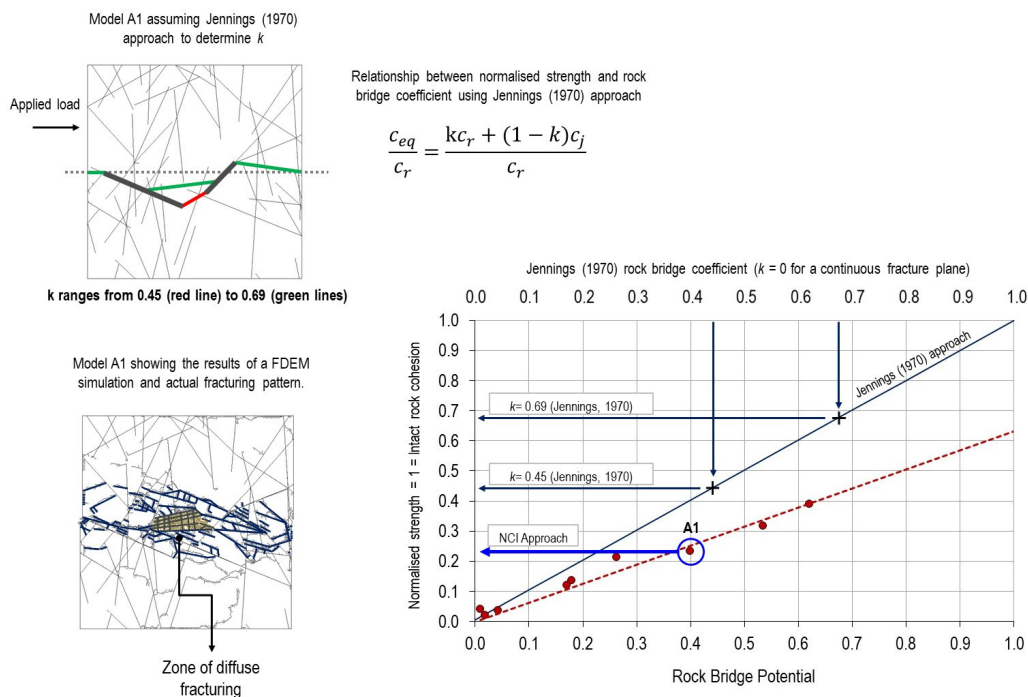 Model A1 assuming Jennings (1970)
approach to determine k
Applied load
k ranges from 0.45 (red line) to 0.69 (green lines)
Relationship between normalised strength and rock
bridge coefficient using Jennings (1970) approach
c_eq / c_r = (kc_r + (1 − k)c_j) / c_r
Model A1 showing the results of a FDEM
simulation and actual fracturing pattern.
Zone of diffuse
fracturing
Jennings (1970) rock bridge coefficient (k = 0 for a continuous fracture plane)
0.0 0.1 0.2 0.3 0.4 0.5 0.6 0.7 0.8 0.9 1.0
Normalised strength = 1 = Intact rock cohesion
1.0
0.9
0.8
0.7
0.6
0.5
0.4
0.3
0.2
0.1
0.0
Jennings (1970) approach
k= 0.69 (Jennings, 1970)
k= 0.45 (Jennings, 1970)
A1
NCI Approach
0.0 0.1 0.2 0.3 0.4 0.5 0.6 0.7 0.8 0.9 1.0
Rock Bridge Potential